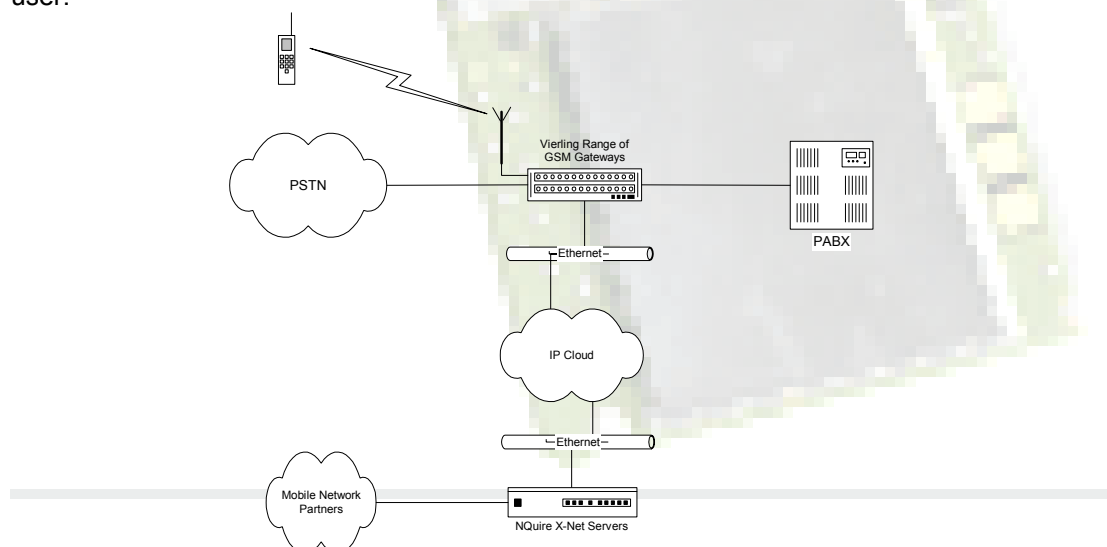 user.
Vierling Range of
GSM Gateways
PSTN
PABX
Ethernet
IP Cloud
Ethernet
Mobile Network
Partners
NQuire X-Net Servers